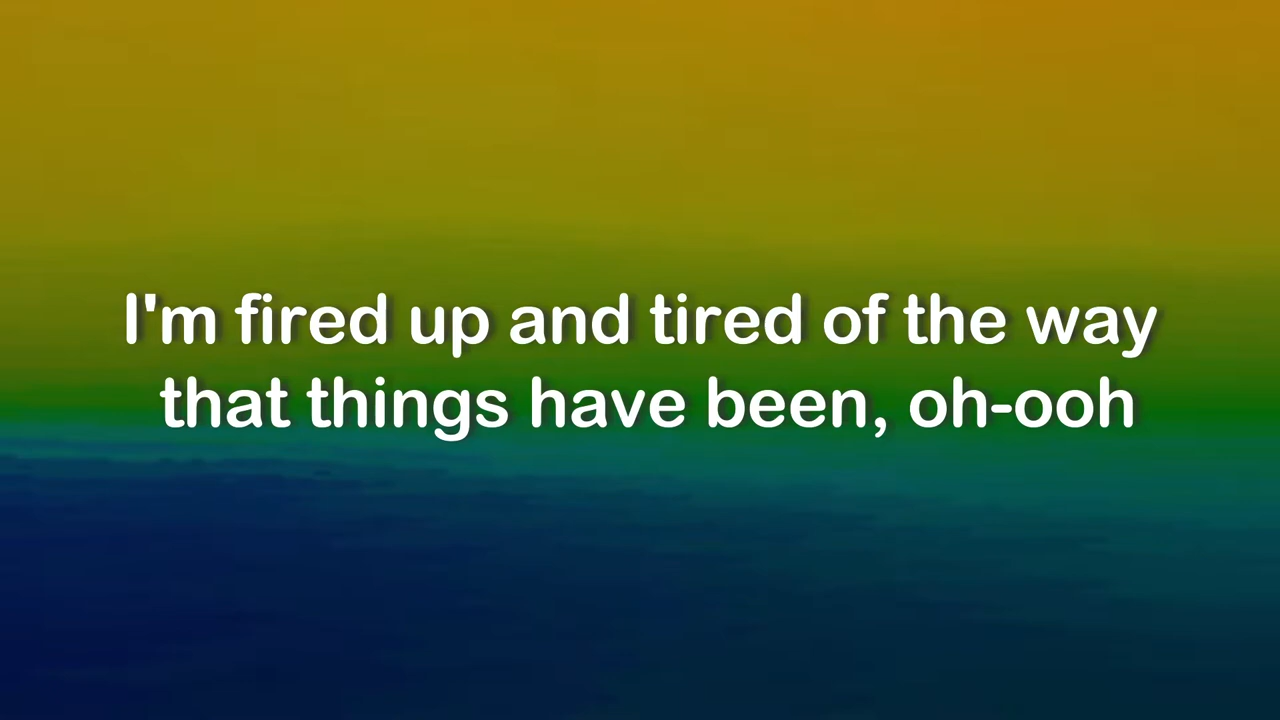 I'm fired up and tired of the way
that things have been, oh-ooh